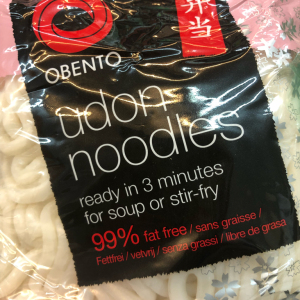 弁当
OBENTO
udon
noodles
ready in 3 minutes
for soup or stir-fry
99% fat free / sans graisse /
Fettfrei / vetvrij / senza grassi / libre de grasa